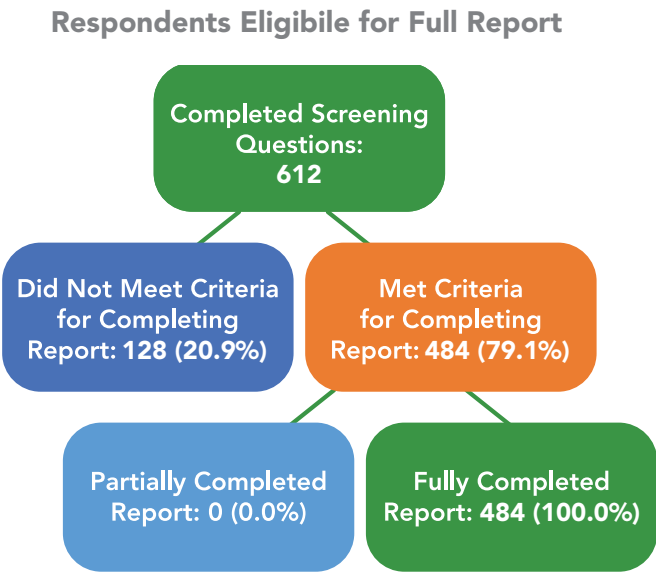 Respondents Eligibile for Full Report
Completed Screening
Questions:
612
Did Not Meet Criteria
for Completing
Report: 128 (20.9%)
Met Criteria
for Completing
Report: 484 (79.1%)
Partially Completed
Report: 0 (0.0%)
Fully Completed
Report: 484 (100.0%)